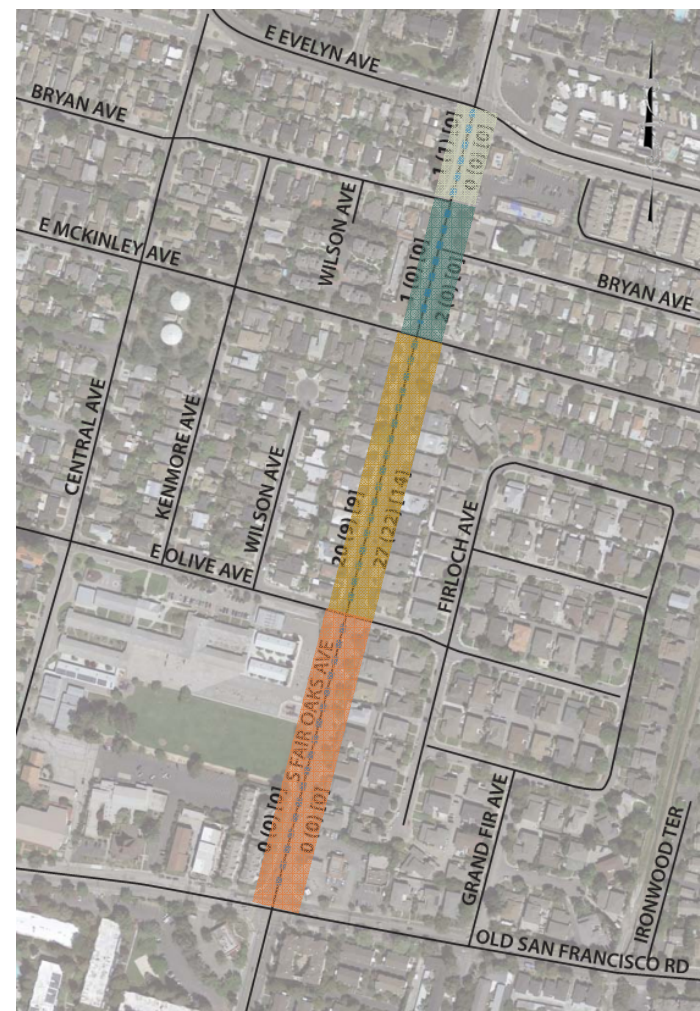 E EVELYN AVE
BRYAN AVE
1 (1) [0]
0 (0) [0]
WILSON AVE
E MCKINLEY AVE
1 (0) [0]
2 (0) [0]
BRYAN AVE
CENTRAL AVE
KENMORE AVE
WILSON AVE
20 (9) [9]
27 (22) [14]
FIRLOCH AVE
E OLIVE AVE
S FAIR OAKS AVE
0 (0) [0]
0 (0) [0]
GRAND FIR AVE
IRONWOOD TER
OLD SAN FRANCISCO RD